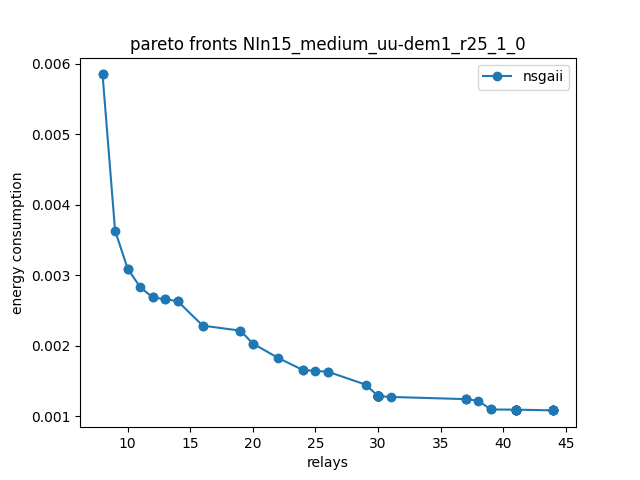 pareto fronts NIn15_medium_uu-dem1_r25_1_0
nsgaii
0.006
0.005
0.004
0.003
0.002
0.001
energy consumption
10 15 20 25 30 35 40 45
relays